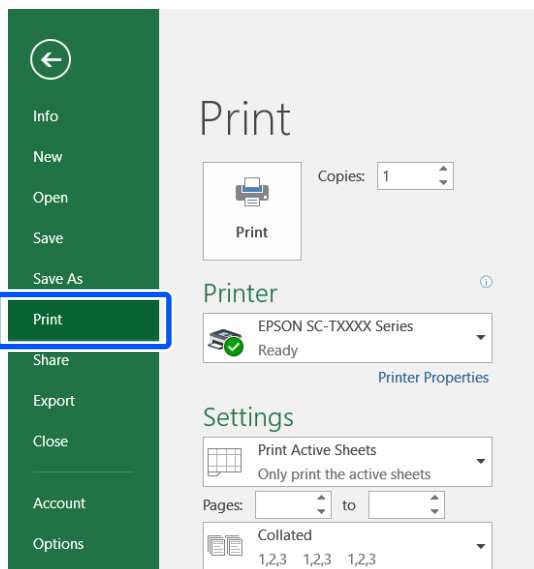 Info
New
Open
Save
Save As
Print
Share
Export
Close
Account
Options
Print
Copies: 1
Print
Printer
EPSON SC-TXXXX Series
Ready
Printer Properties
Settings
Print Active Sheets
Only print the active sheets
Pages: to
Collated
1,2,3 1,2,3 1,2,3